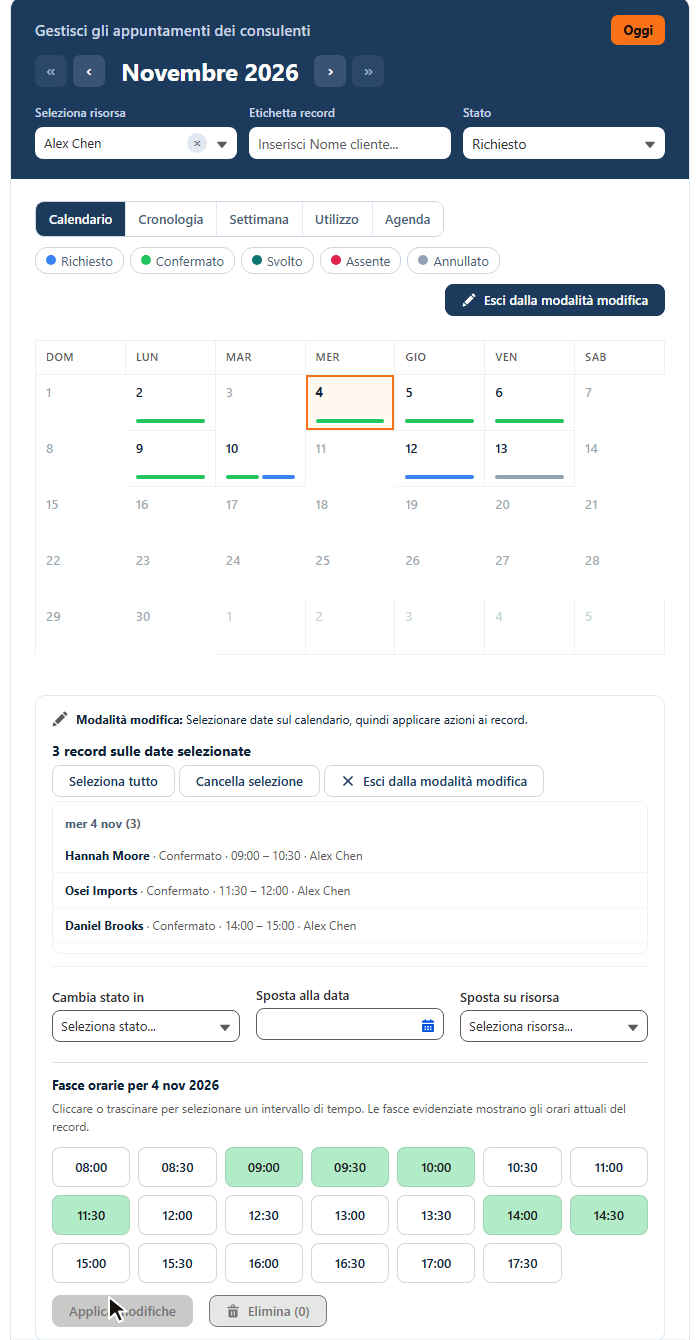 Gestisci gli appuntamenti dei consulenti
Oggi
« ‹ Novembre 2026 › »
Seleziona risorsa Etichetta record Stato
Alex Chen × Inserisci Nome cliente... Richiesto
Calendario Cronologia Settimana Utilizzo Agenda
Richiesto Confermato Svolto Assente Annullato
Esci dalla modalità modifica
DOM LUN MAR MER GIO VEN SAB
1 2 3 4 5 6 7
8 9 10 11 12 13 14
15 16 17 18 19 20 21
22 23 24 25 26 27 28
29 30 1 2 3 4 5
Modalità modifica: Selezionare date sul calendario, quindi applicare azioni ai record.
3 record sulle date selezionate
Seleziona tutto Cancella selezione × Esci dalla modalità modifica
mer 4 nov (3)
Hannah Moore · Confermato · 09:00 – 10:30 · Alex Chen
Osei Imports · Confermato · 11:30 – 12:00 · Alex Chen
Daniel Brooks · Confermato · 14:00 – 15:00 · Alex Chen
Cambia stato in Sposta alla data Sposta su risorsa
Seleziona stato... Seleziona risorsa...
Fasce orarie per 4 nov 2026
Cliccare o trascinare per selezionare un intervallo di tempo. Le fasce evidenziate mostrano gli orari attuali del
record.
08:00 08:30 09:00 09:30 10:00 10:30 11:00
11:30 12:00 12:30 13:00 13:30 14:00 14:30
15:00 15:30 16:00 16:30 17:00 17:30
Elimina (0)